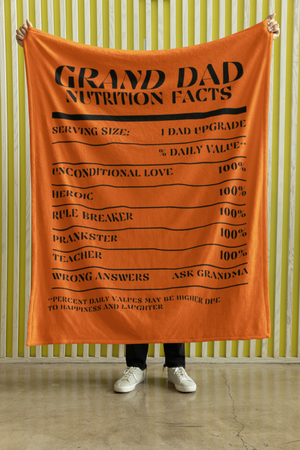 GRAND DAD
NUTRITION FACTS
SERVING SIZE: 1 DAD UPGRADE
% DAILY VALUE**
UNCONDITIONAL LOVE 100%
HEROIC 100%
RULE BREAKER 100%
PRANKSTER 100%
TEACHER 100%
WRONG ANSWERS ASK GRANDMA
**PERCENT DAILY VALUES MAY BE HIGHER DUE
TO HAPPINESS AND LAUGHTER